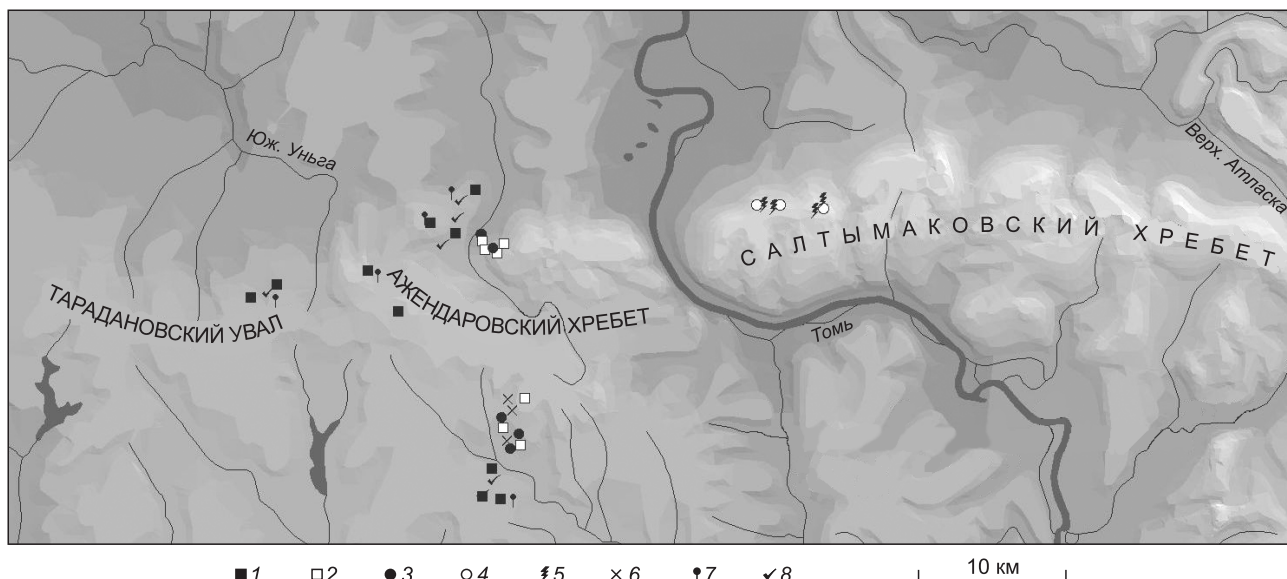 Юж. Уньга
Верх. Атласка
САЛТЫМАКОВСКИЙ ХРЕБЕТ
ТАРАДАНОВСКИЙ УВАЛ
АЖЕНДАРОВСКИЙ ХРЕБЕТ
Томь
1 2 3 4 5 6 7 8 10 км